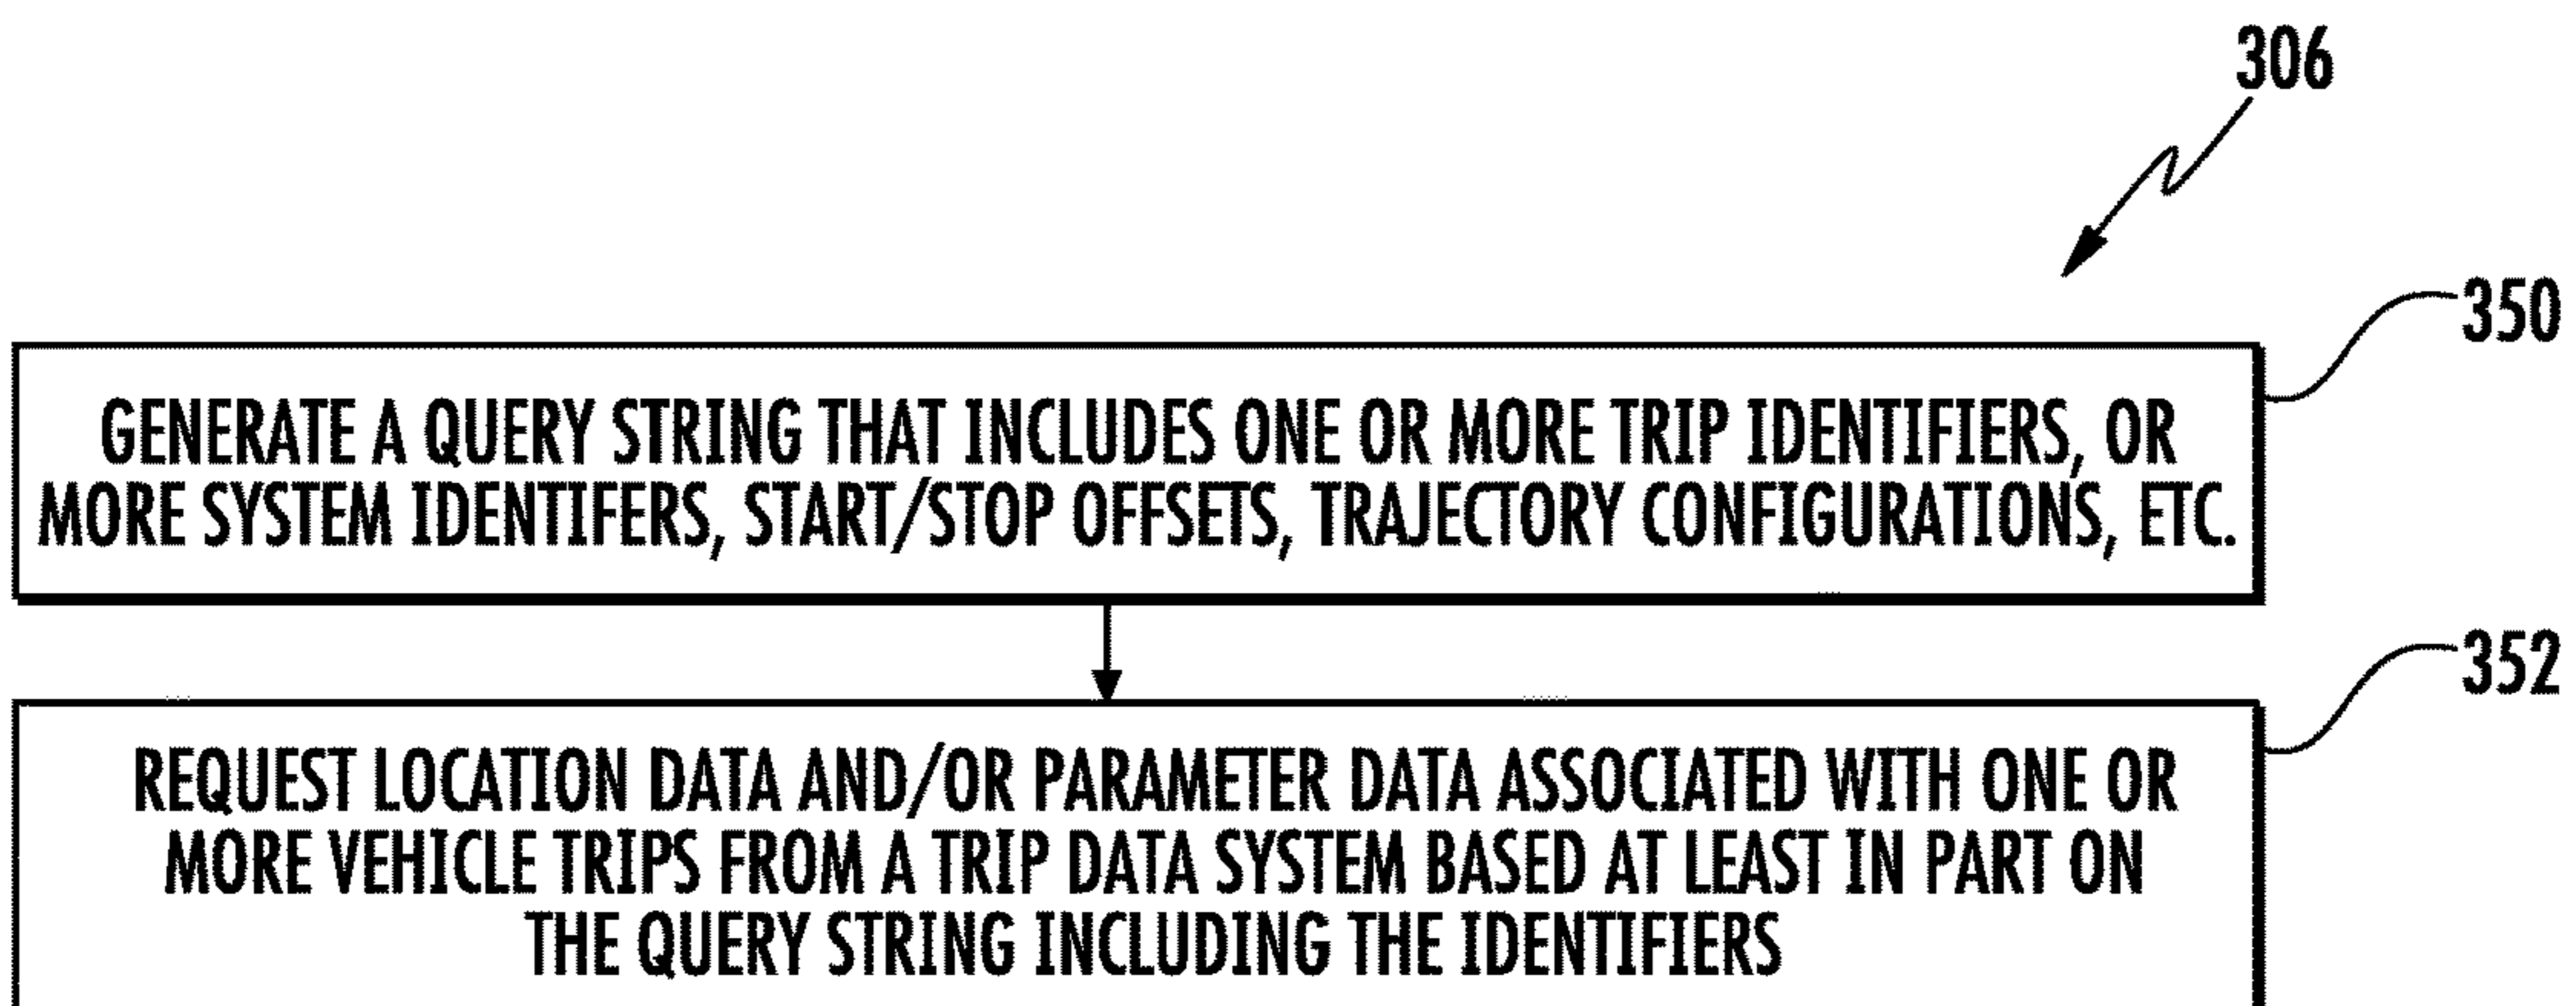 306
350
GENERATE A QUERY STRING THAT INCLUDES ONE OR MORE TRIP IDENTIFIERS, OR
MORE SYSTEM IDENTIFERS, START/STOP OFFSETS, TRAJECTORY CONFIGURATIONS, ETC.
352
REQUEST LOCATION DATA AND/OR PARAMETER DATA ASSOCIATED WITH ONE OR
MORE VEHICLE TRIPS FROM A TRIP DATA SYSTEM BASED AT LEAST IN PART ON
THE QUERY STRING INCLUDING THE IDENTIFIERS